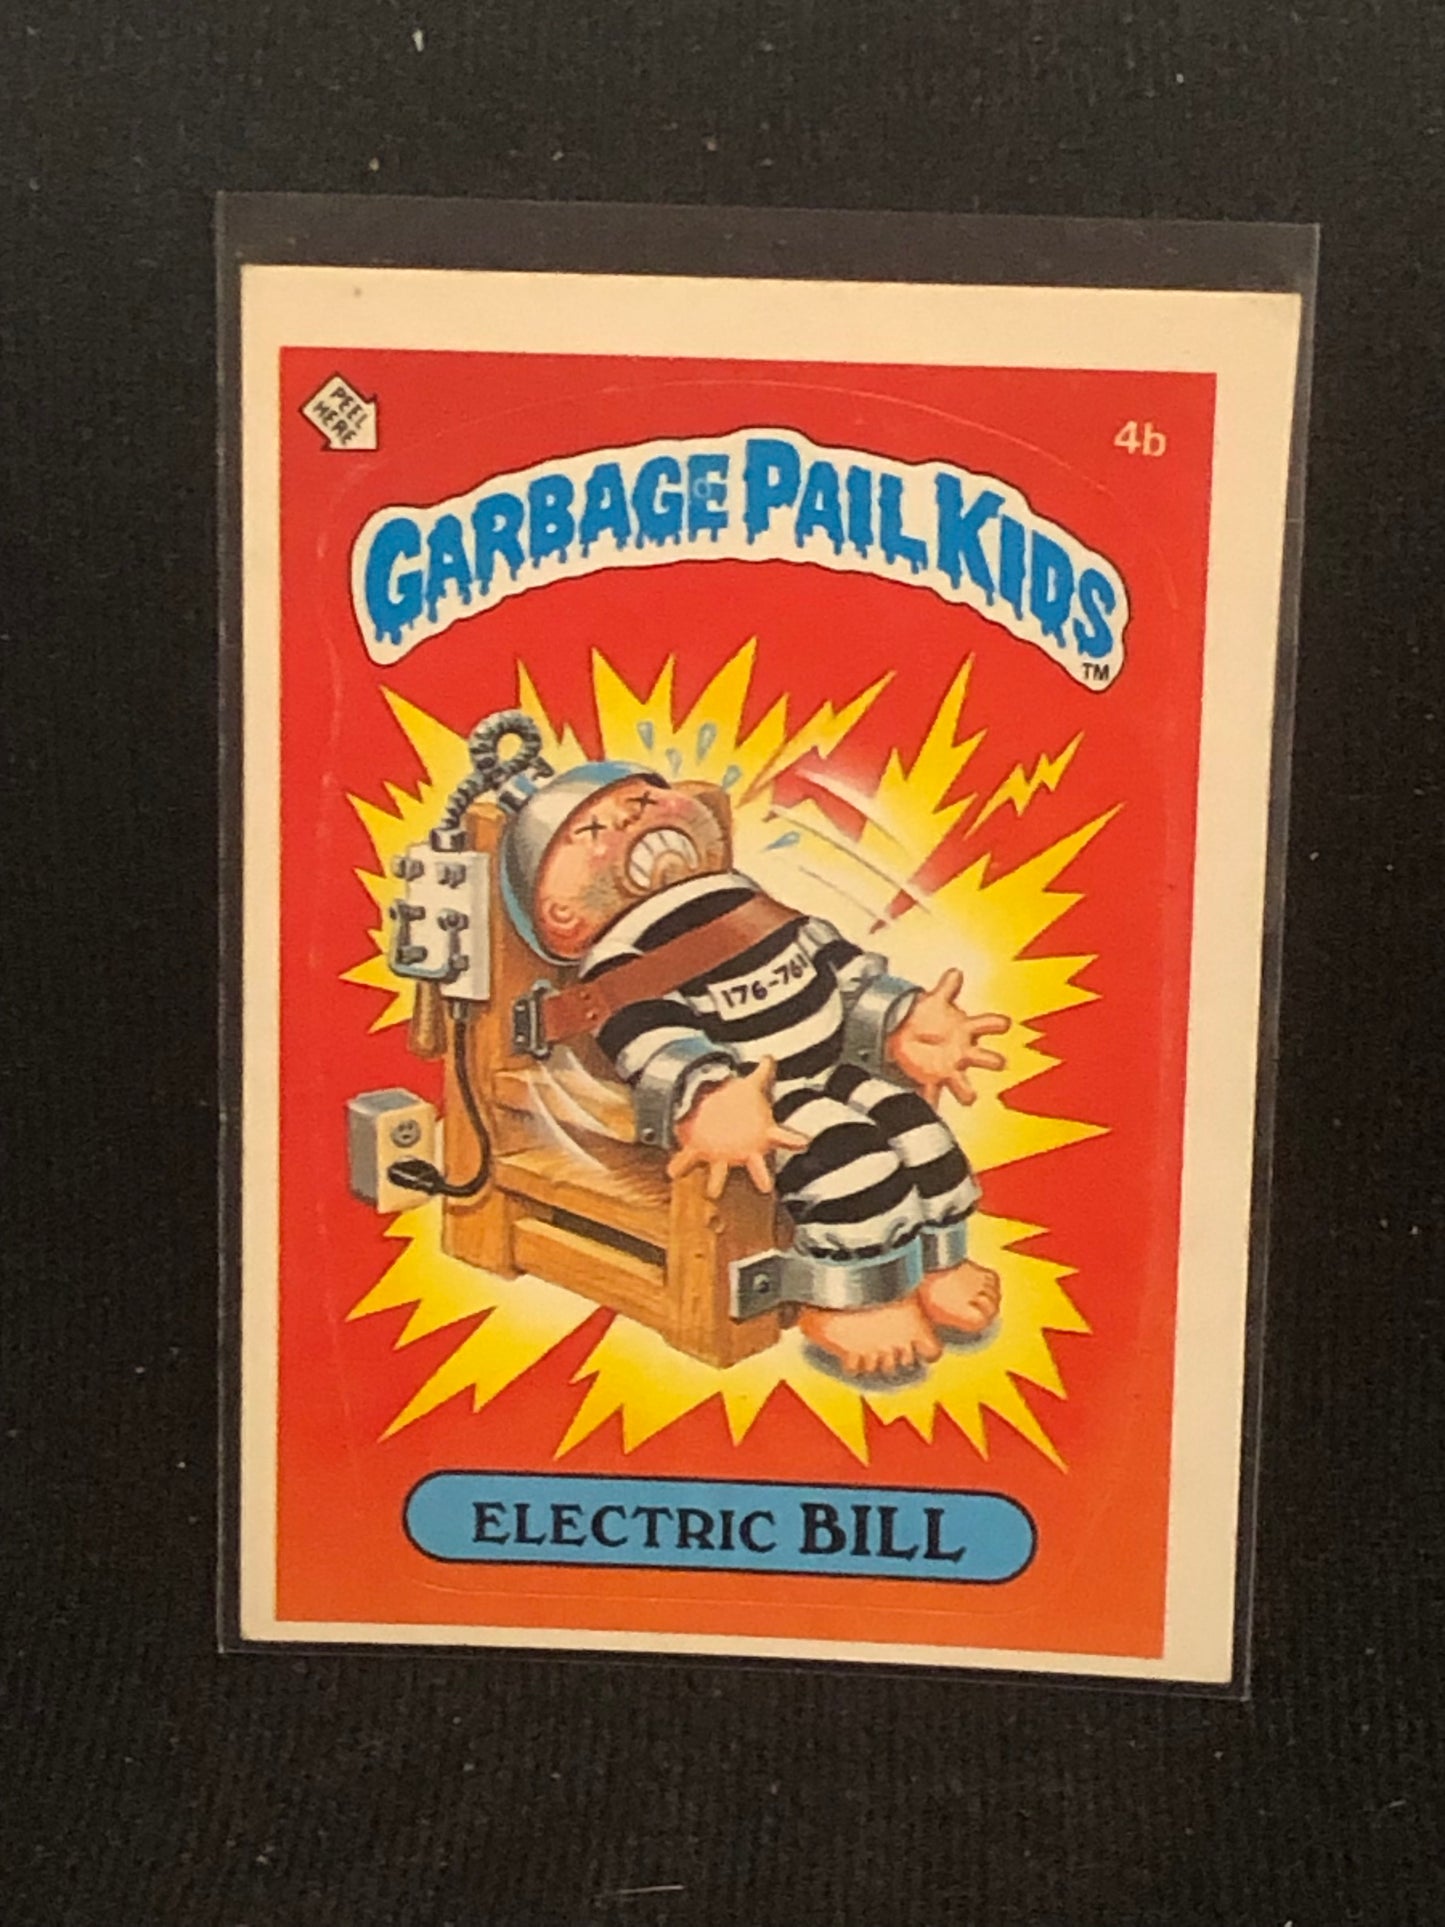 PEEL
HERE
4b
GARBAGE PAIL KIDS
TM
176-761
ELECTRIC BILL